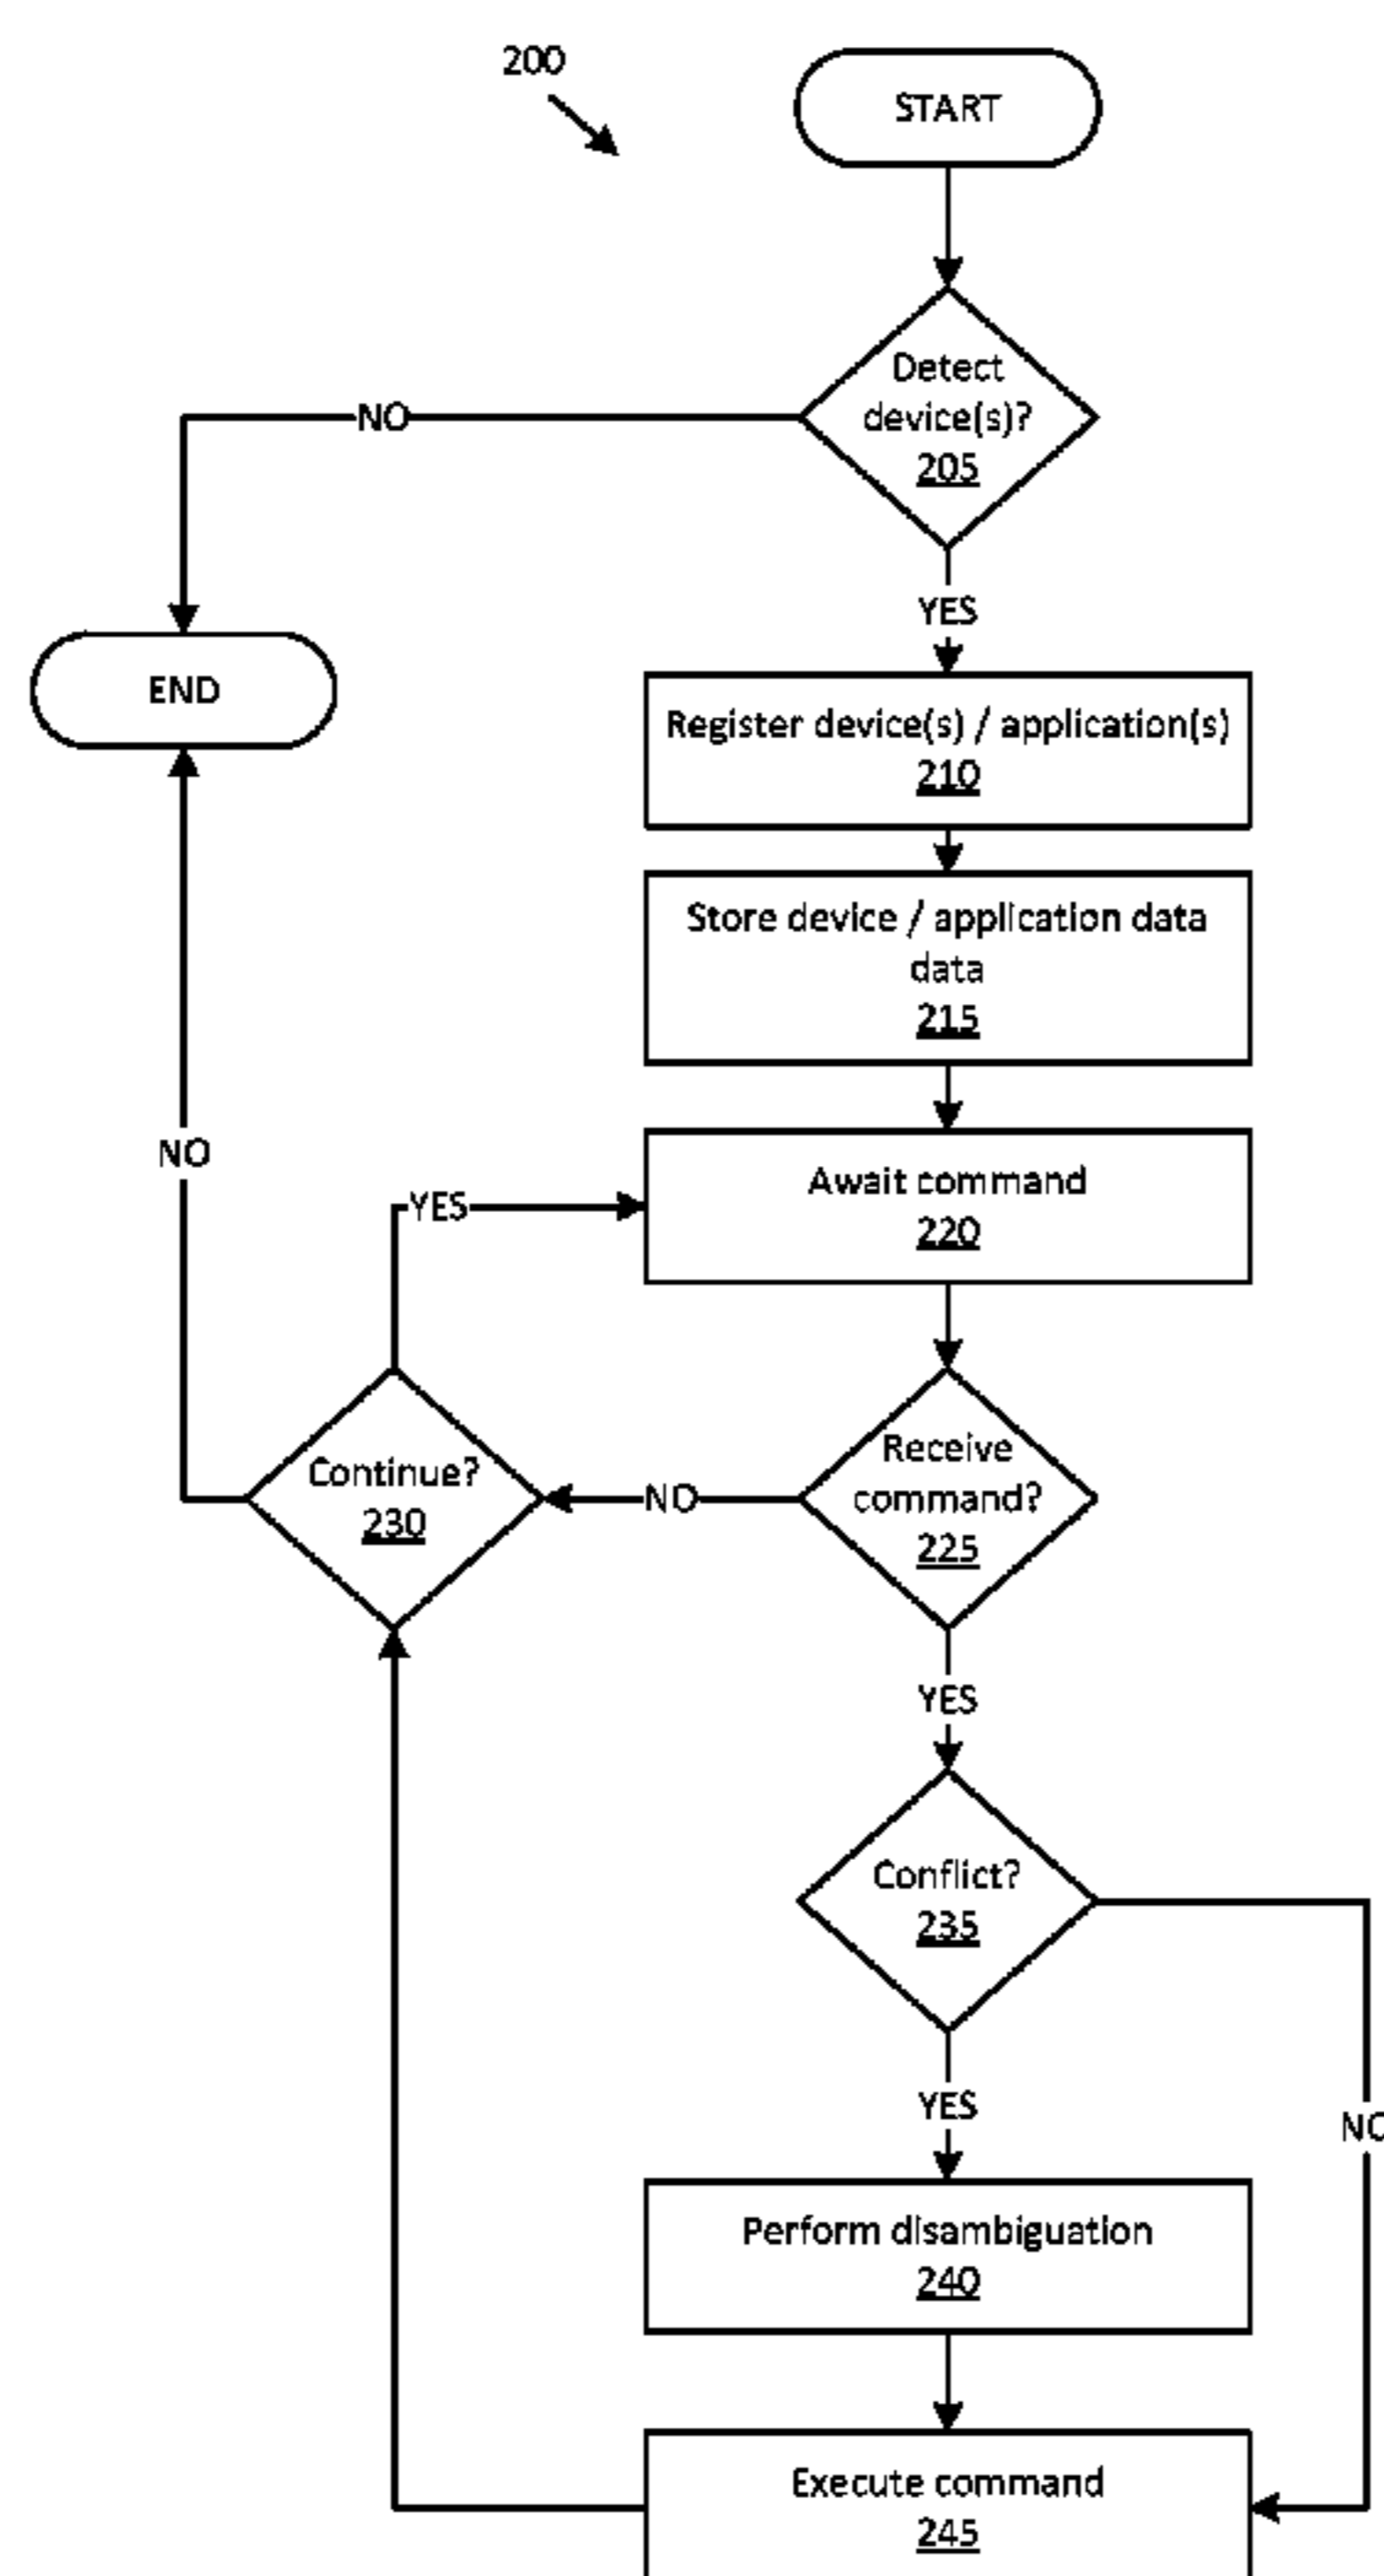 200
START
Detect
device(s)?
205
NO
YES
END
Register device(s) / application(s)
210
Store device / application data
data
215
NO
Await command
220
YES
Continue?
230
NO
Receive
command?
225
YES
Conflict?
235
YES
NO
Perform disambiguation
240
Execute command
245